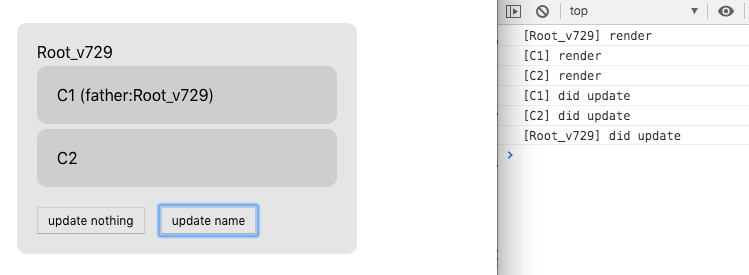 top
Root_v729
C1 (father:Root_v729)
C2
update nothing
update name
[Root_v729] render
[C1] render
[C2] render
[C1] did update
[C2] did update
[Root_v729] did update